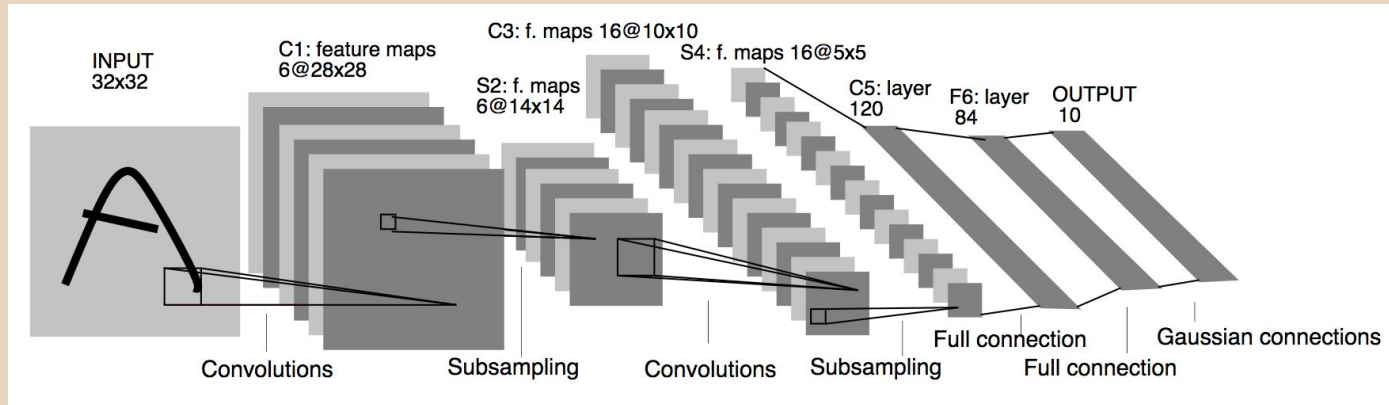 INPUT
32x32
C1: feature maps
6@28x28
S2: f. maps
6@14x14
C3: f. maps 16@10x10
S4: f. maps 16@5x5
C5: layer
120
F6: layer
84
OUTPUT
10
Convolutions
Subsampling
Convolutions
Subsampling
Full connection
Full connection
Gaussian connections